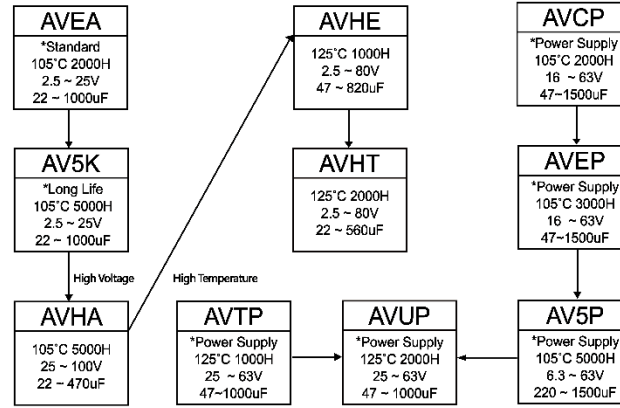 AVEA
*Standard
105°C 2000H
2.5 ~ 25V
22 ~ 1000uF
AV5K
*Long Life
105°C 5000H
2.5 ~ 25V
22 ~ 1000uF
High Voltage
AVHA
105°C 5000H
25 ~ 100V
22 ~ 470uF
High Temperature
AVHE
125°C 1000H
2.5 ~ 80V
47 ~ 820uF
AVHT
125°C 2000H
2.5 ~ 80V
22 ~ 560uF
AVTP
*Power Supply
125°C 1000H
25 ~ 63V
47~1000uF
AVUP
*Power Supply
125°C 2000H
25 ~ 63V
47 ~ 1000uF
AVCP
*Power Supply
105°C 2000H
16 ~ 63V
47~1500uF
AVEP
*Power Supply
105°C 3000H
16 ~ 63V
47~1500uF
AV5P
*Power Supply
105°C 5000H
6.3 ~ 63V
220 ~ 1500uF